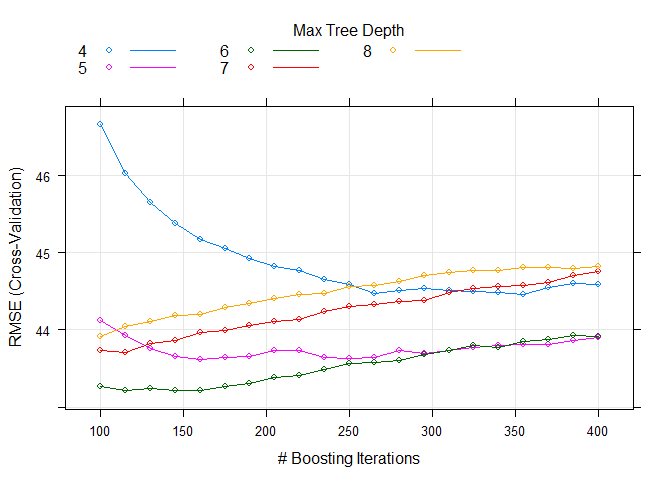 Max Tree Depth
4 6 8
5 7
46
45
44
RMSE (Cross-Validation)
100 150 200 250 300 350 400
# Boosting Iterations